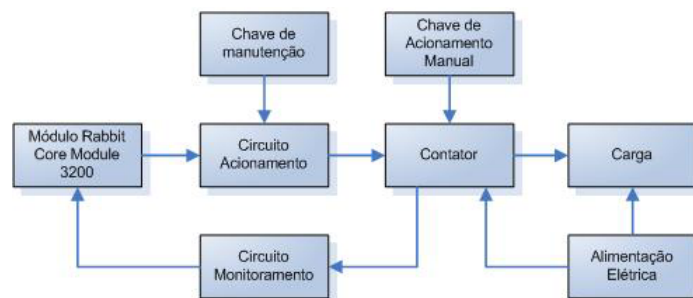 Chave de
manutenção
Chave de
Acionamento
Manual
Módulo Rabbit
Core Module
3200
Circuito
Acionamento
Contator
Carga
Circuito
Monitoramento
Alimentação
Elétrica